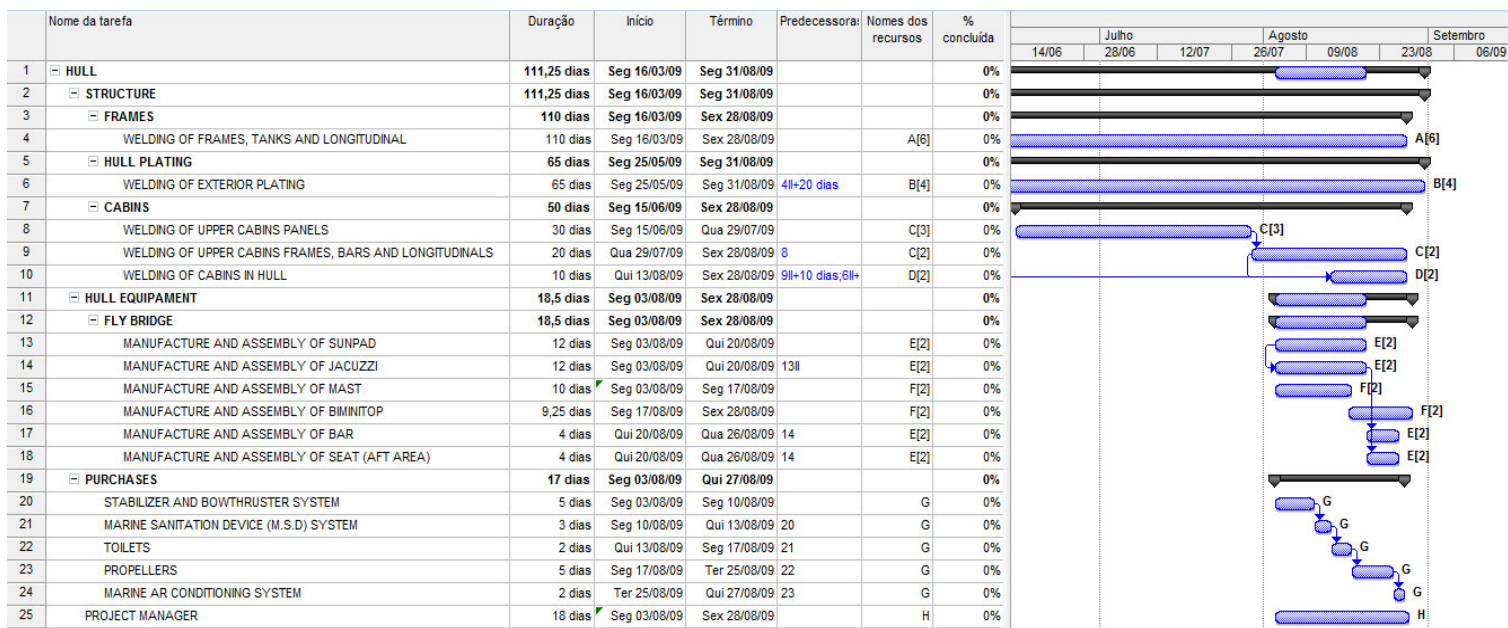 Nome da tarefa Duração Início Término Predecessoras Nomes dos recursos % concluída
Julho Agosto Setembro
14/06 28/06 12/07 26/07 09/08 23/08 06/09
1 HULL 111,25 dias Seg 16/03/09 Seg 31/08/09 0%
2 STRUCTURE 111,25 dias Seg 16/03/09 Seg 31/08/09 0%
3 FRAMES 110 dias Seg 16/03/09 Sex 28/08/09 0%
4 WELDING OF FRAMES, TANKS AND LONGITUDINAL 110 dias Seg 16/03/09 Sex 28/08/09 A[6] 0% A[6]
5 HULL PLATING 65 dias Seg 25/05/09 Seg 31/08/09 0%
6 WELDING OF EXTERIOR PLATING 65 dias Seg 25/05/09 Seg 31/08/09 4II+20 dias B[4] 0% B[4]
7 CABINS 50 dias Seg 15/06/09 Sex 28/08/09 0%
8 WELDING OF UPPER CABINS PANELS 30 dias Seg 15/06/09 Qua 29/07/09 C[3] 0% C[3]
9 WELDING OF UPPER CABINS FRAMES, BARS AND LONGITUDINALS 20 dias Qua 29/07/09 Sex 28/08/09 8 C[2] 0% C[2]
10 WELDING OF CABINS IN HULL 10 dias Qui 13/08/09 Sex 28/08/09 9II+10 dias;6II+ D[2] 0% D[2]
11 HULL EQUIPAMENT 18,5 dias Seg 03/08/09 Sex 28/08/09 0%
12 FLY BRIDGE 18,5 dias Seg 03/08/09 Sex 28/08/09 0%
13 MANUFACTURE AND ASSEMBLY OF SUNPAD 12 dias Seg 03/08/09 Qui 20/08/09 E[2] 0% E[2]
14 MANUFACTURE AND ASSEMBLY OF JACUZZI 12 dias Seg 03/08/09 Qui 20/08/09 13II E[2] 0% E[2]
15 MANUFACTURE AND ASSEMBLY OF MAST 10 dias Seg 03/08/09 Seg 17/08/09 F[2] 0% F[2]
16 MANUFACTURE AND ASSEMBLY OF BIMINITOP 9,25 dias Seg 17/08/09 Sex 28/08/09 F[2] 0% F[2]
17 MANUFACTURE AND ASSEMBLY OF BAR 4 dias Qui 20/08/09 Qua 26/08/09 14 E[2] 0% E[2]
18 MANUFACTURE AND ASSEMBLY OF SEAT (AFT AREA) 4 dias Qui 20/08/09 Qua 26/08/09 14 E[2] 0% E[2]
19 PURCHASES 17 dias Seg 03/08/09 Qui 27/08/09 0%
20 STABILIZER AND BOWTHRUSTER SYSTEM 5 dias Seg 03/08/09 Seg 10/08/09 G 0% G
21 MARINE SANITATION DEVICE (M.S.D) SYSTEM 3 dias Seg 10/08/09 Qui 13/08/09 20 G 0% G
22 TOILETS 2 dias Qui 13/08/09 Seg 17/08/09 21 G 0% G
23 PROPELLERS 5 dias Seg 17/08/09 Ter 25/08/09 22 G 0% G
24 MARINE AR CONDITIONING SYSTEM 2 dias Ter 25/08/09 Qui 27/08/09 23 G 0% G
25 PROJECT MANAGER 18 dias Seg 03/08/09 Sex 28/08/09 H 0% H